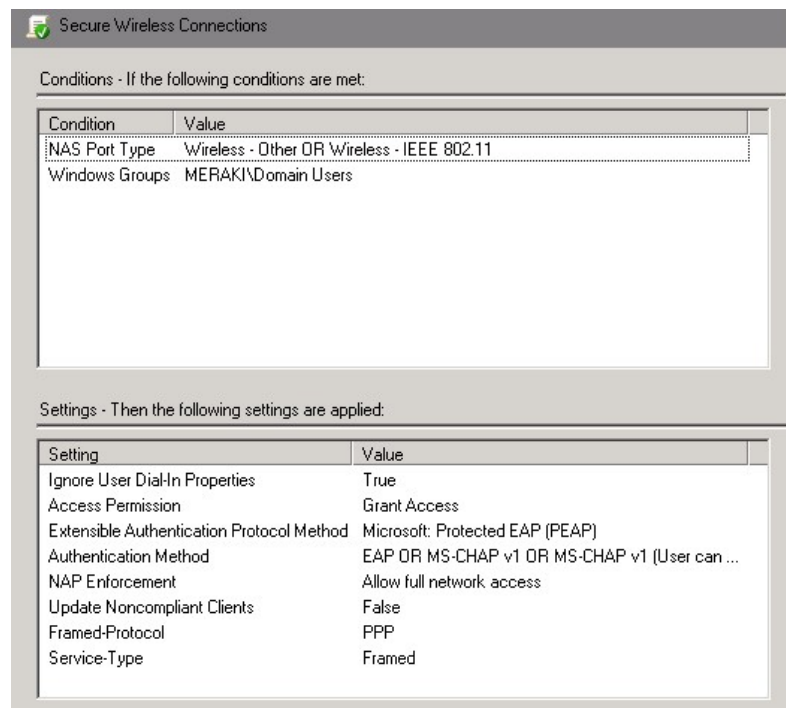 Secure Wireless Connections
Conditions - If the following conditions are met:
Condition Value
NAS Port Type Wireless - Other OR Wireless - IEEE 802.11
Windows Groups MERAKI\Domain Users
Settings - Then the following settings are applied:
Setting Value
Ignore User Dial-In Properties True
Access Permission Grant Access
Extensible Authentication Protocol Method Microsoft: Protected EAP (PEAP)
Authentication Method EAP OR MS-CHAP v1 OR MS-CHAP v1 (User can ...
NAP Enforcement Allow full network access
Update Noncompliant Clients False
Framed-Protocol PPP
Service-Type Framed